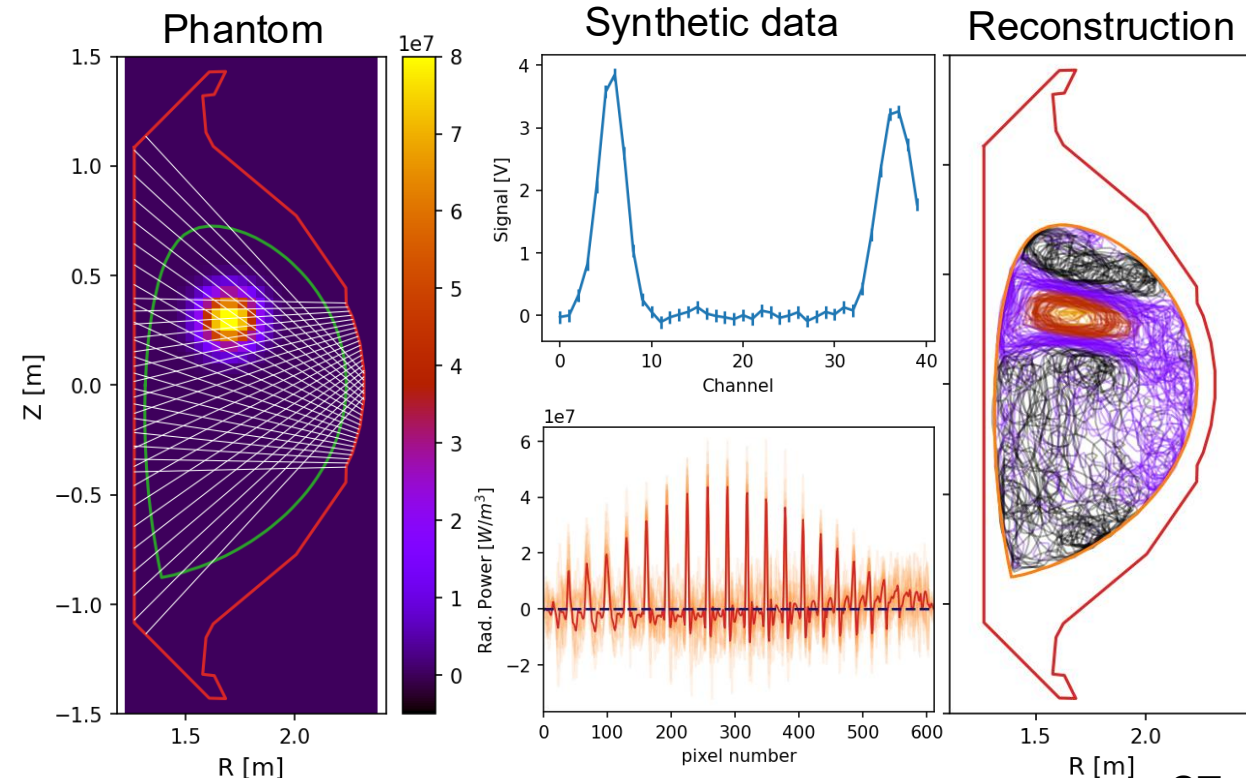 Phantom
Synthetic data
Reconstruction
1e7
1.5
1.0
0.5
0.0
−0.5
−1.0
−1.5
Z [m]
1.5 2.0
R [m]
8
7
6
5
4
3
2
1
0
Rad. Power [W/m³]
4
3
2
1
0
Signal [V]
0 10 20 30 40
Channel
1e7
6
4
2
0
−2
0 100 200 300 400 500 600
pixel number
1.5 2.0
R [m]